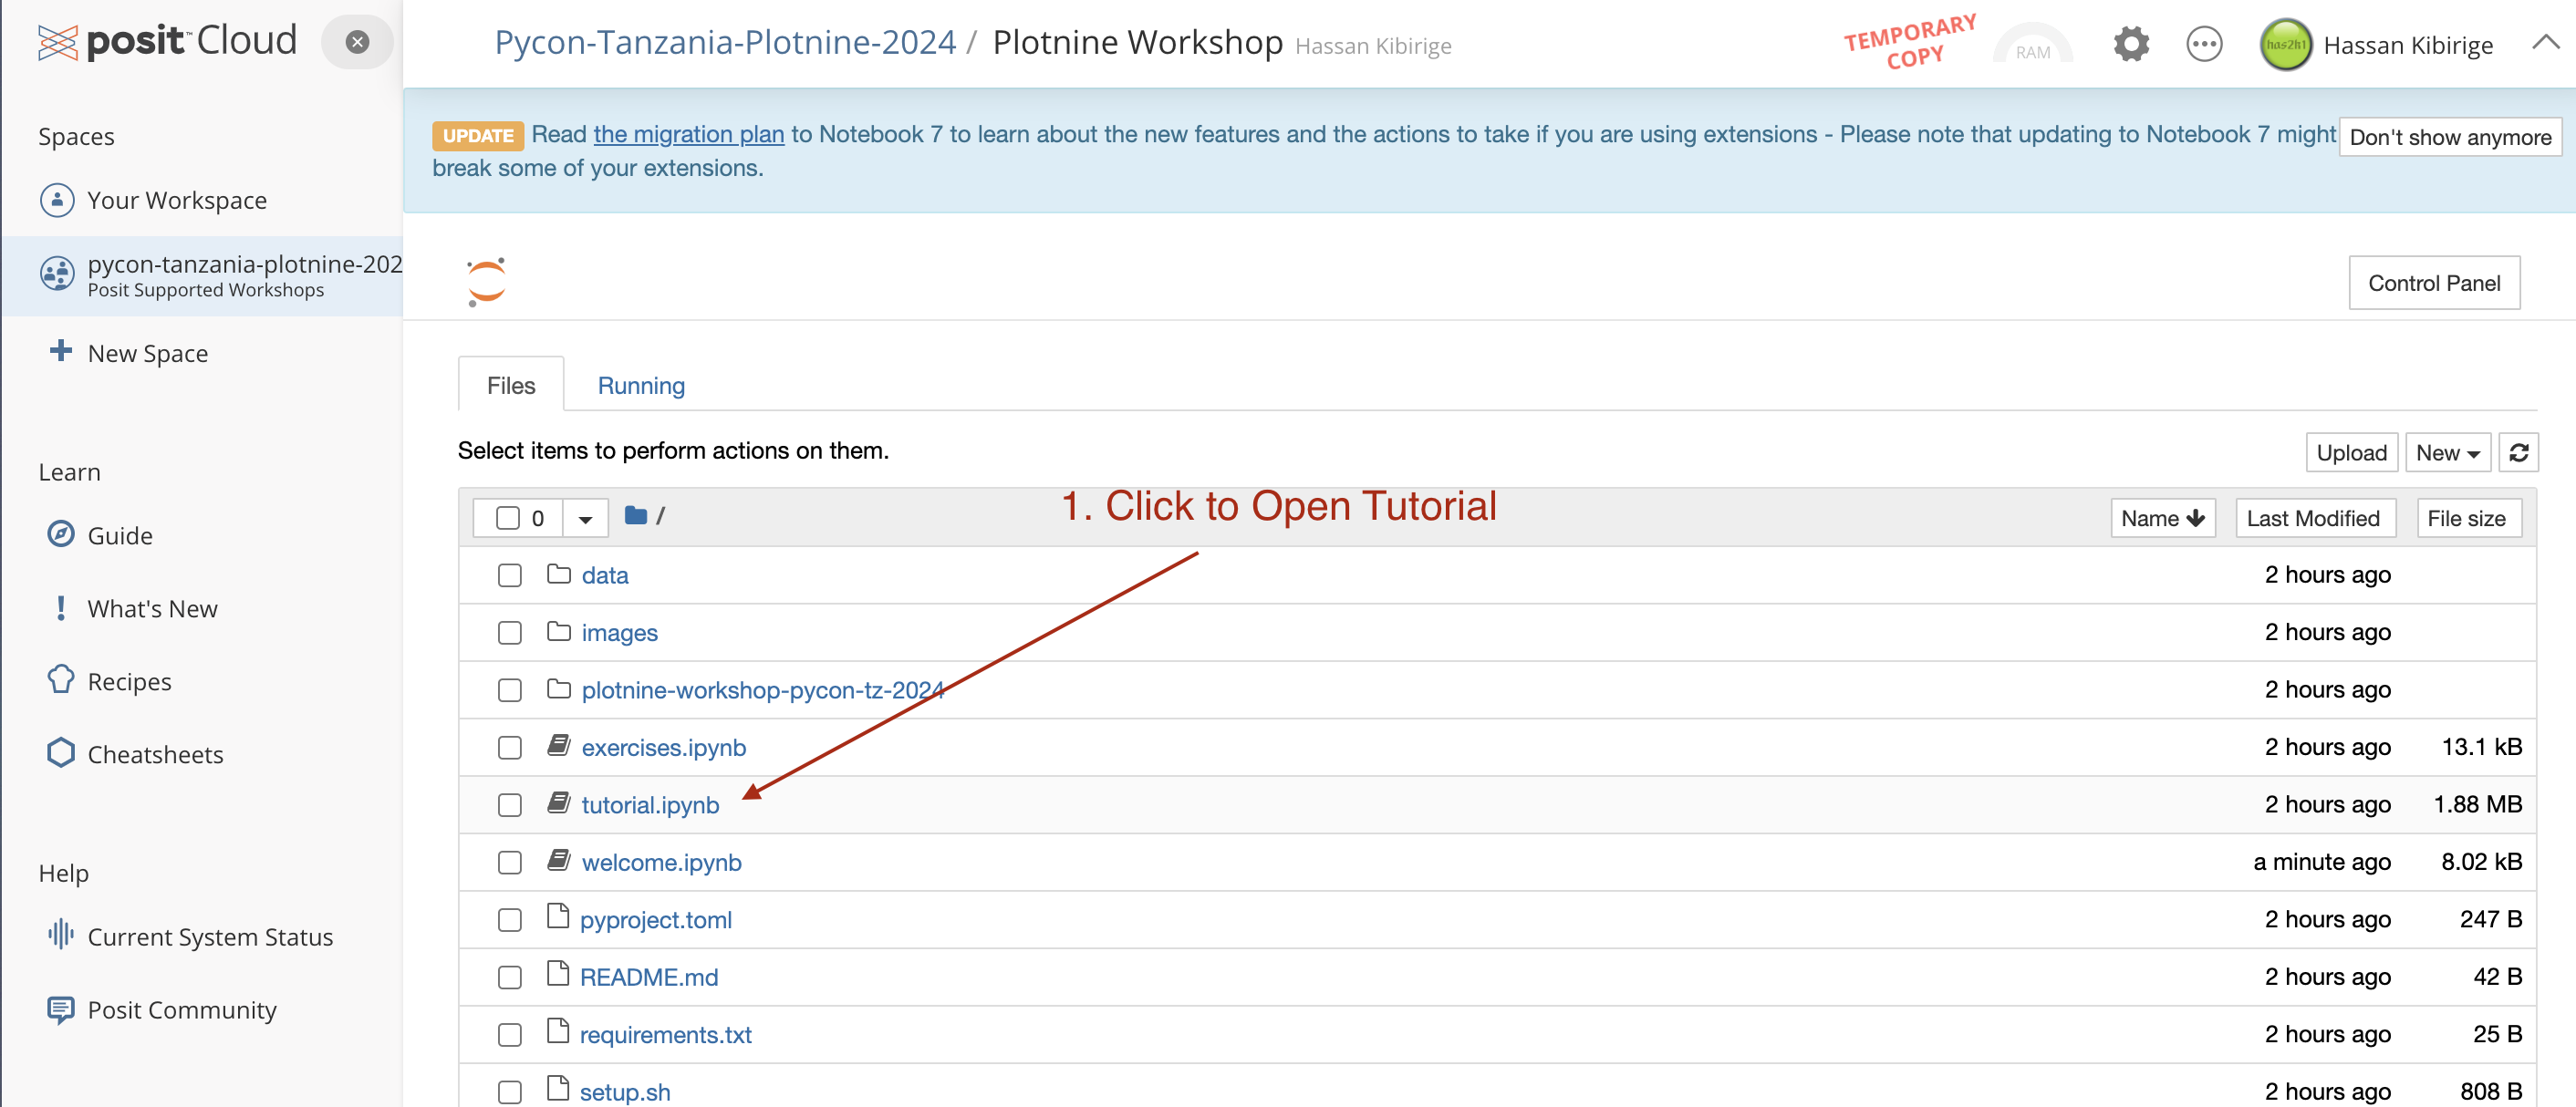 posit Cloud
Spaces
Your Workspace
pycon-tanzania-plotnine-202
Posit Supported Workshops
New Space
Learn
Guide
What's New
Recipes
Cheatsheets
Help
Current System Status
Posit Community
Pycon-Tanzania-Plotnine-2024 / Plotnine Workshop Hassan Kibirige
TEMPORARY
COPY
RAM
has2k1
Hassan Kibirige
UPDATE Read the migration plan to Notebook 7 to learn about the new features and the actions to take if you are using extensions - Please note that updating to Notebook 7 might
break some of your extensions.
Don't show anymore
Control Panel
Files
Running
Select items to perform actions on them.
Upload
New
0
/
1. Click to Open Tutorial
Name
Last Modified
File size
data 2 hours ago
images 2 hours ago
plotnine-workshop-pycon-tz-2024 2 hours ago
exercises.ipynb 2 hours ago 13.1 kB
tutorial.ipynb 2 hours ago 1.88 MB
welcome.ipynb a minute ago 8.02 kB
pyproject.toml 2 hours ago 247 B
README.md 2 hours ago 42 B
requirements.txt 2 hours ago 25 B
setup.sh 2 hours ago 808 B